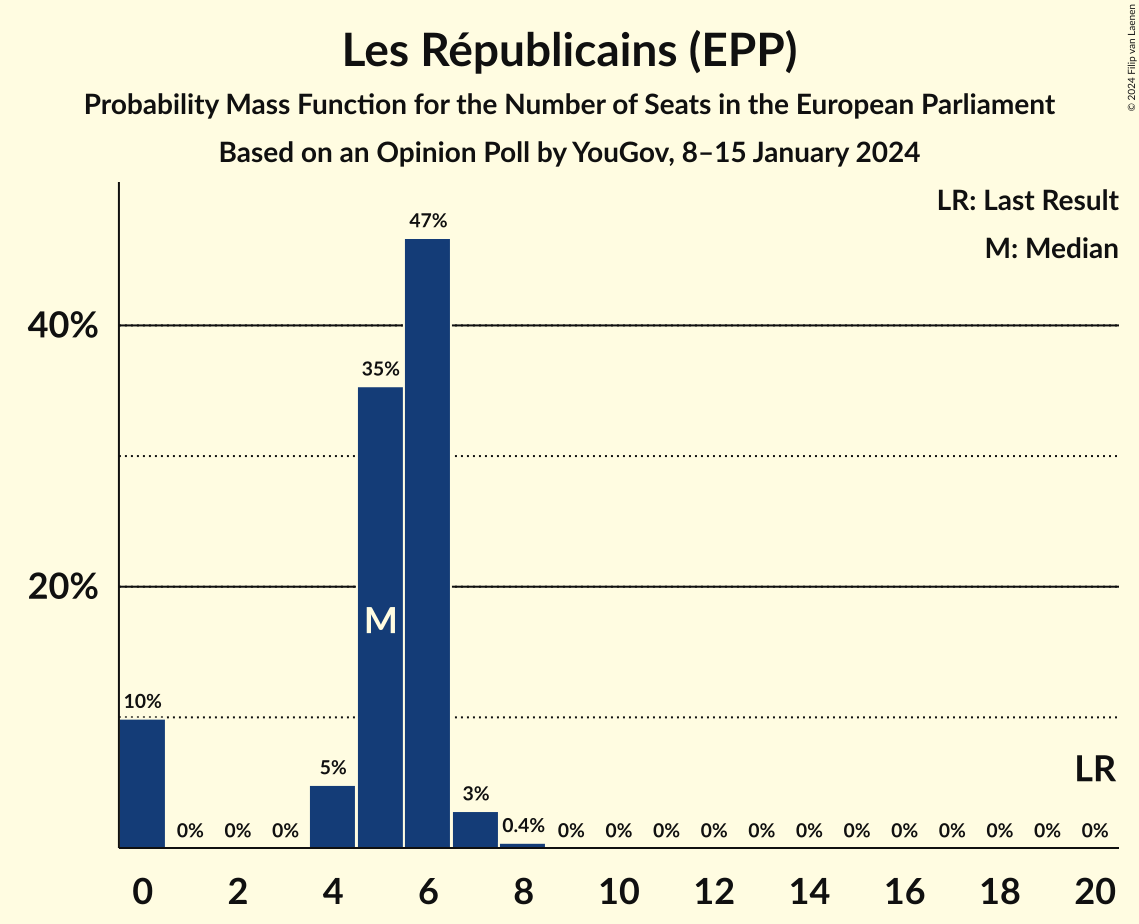 Les Républicains (EPP)
Probability Mass Function for the Number of Seats in the European Parliament
Based on an Opinion Poll by YouGov, 8–15 January 2024
© 2024 Filip van Laenen
LR: Last Result
M: Median
47%
40%
35%
20%
M
10%
LR
5%
3%
0% 0% 0% 0.4% 0% 0% 0% 0% 0% 0% 0% 0% 0% 0% 0% 0%
0 2 4 6 8 10 12 14 16 18 20